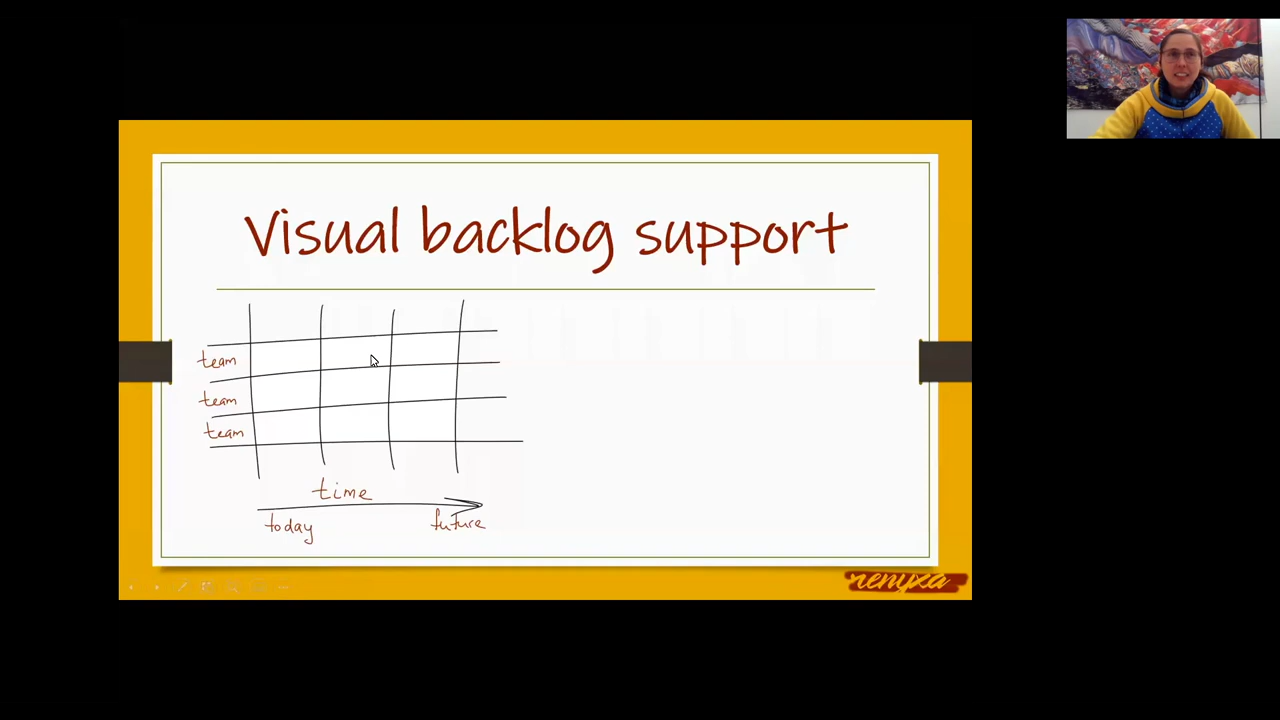 Visual backlog support
team
team
team
time
today
future
nenyxa